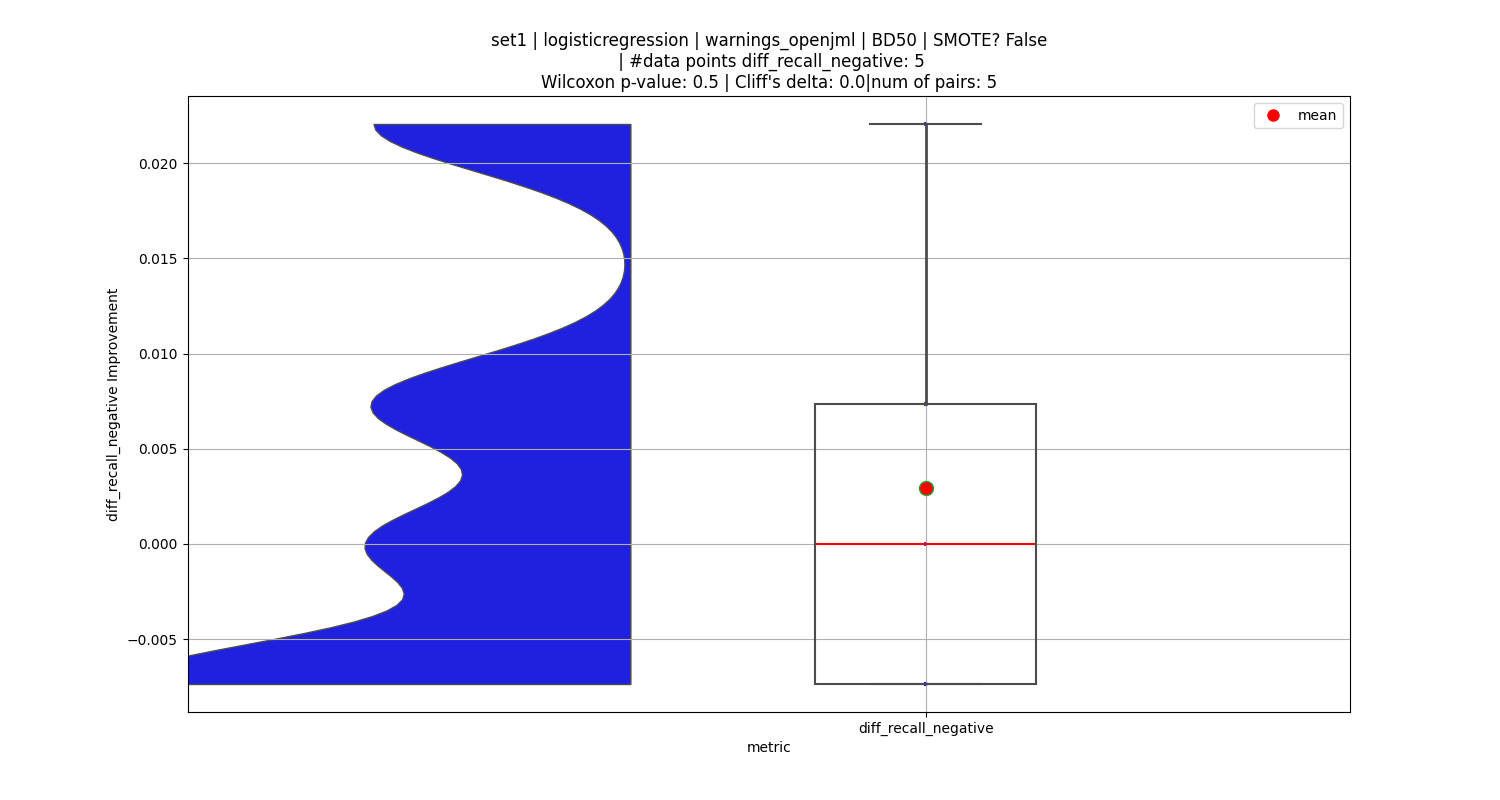 set1 | logisticregression | warnings_openjml | BD50 | SMOTE? False
| #data points diff_recall_negative: 5
Wilcoxon p-value: 0.5 | Cliff's delta: 0.0|num of pairs: 5
mean
0.020
0.015
0.010
0.005
0.000
−0.005
diff_recall_negative Improvement
diff_recall_negative
metric